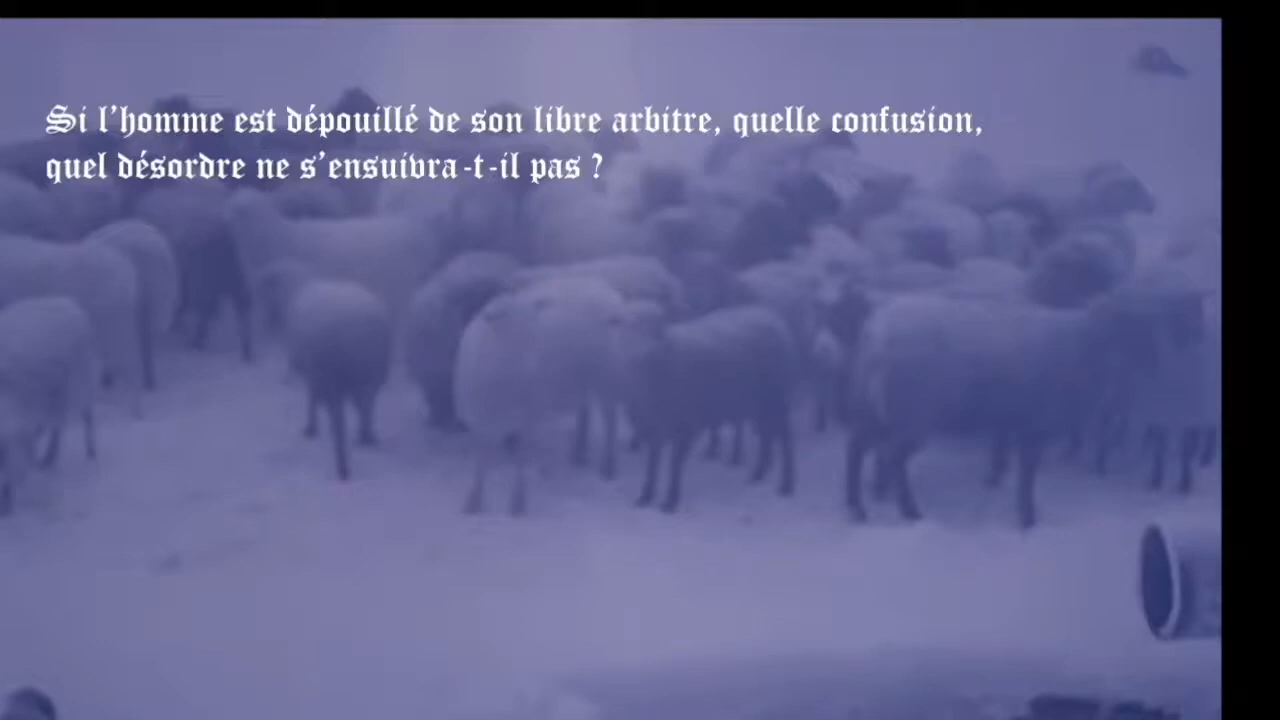 Si l'homme est dépouillé de son libre arbitre, quelle confusion,
quel désordre ne s'ensuivra-t-il pas ?